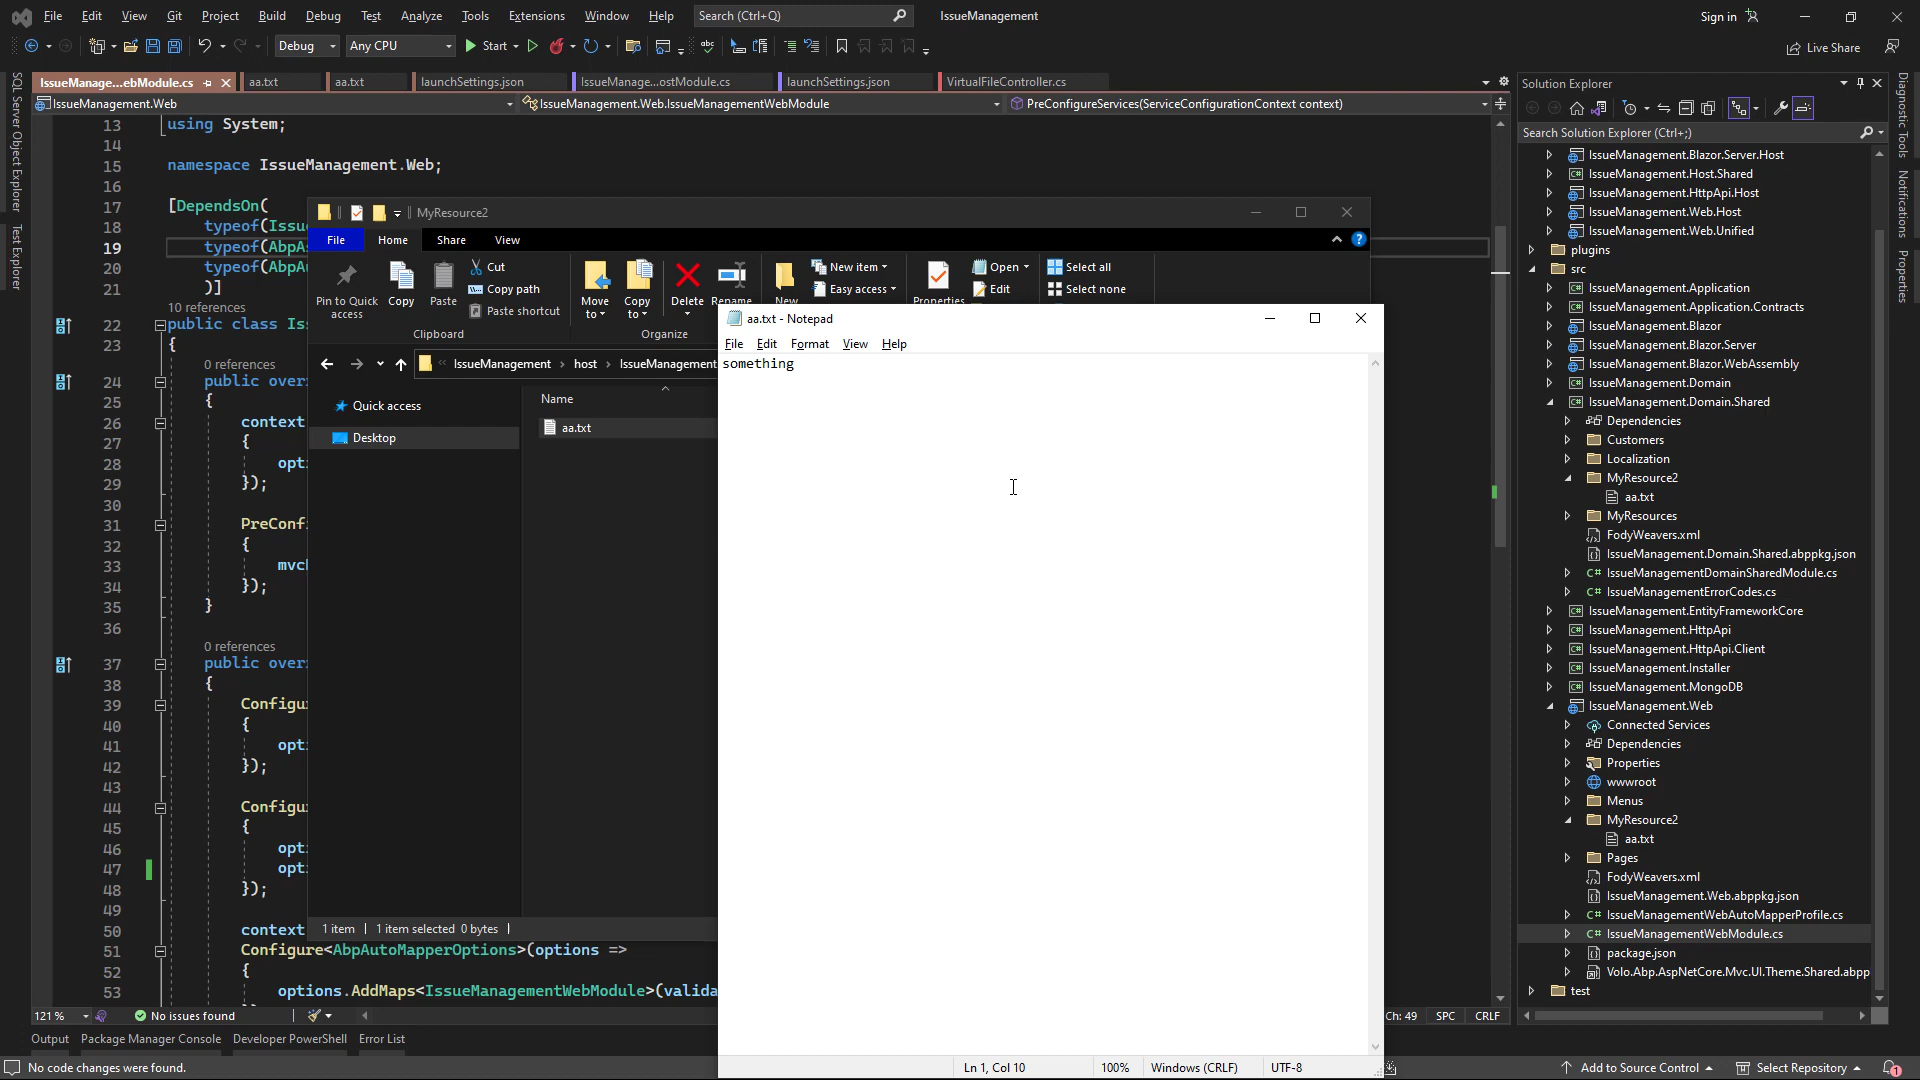 File Edit View Git Project Build Debug Test Analyze Tools Extensions Window Help Search (Ctrl+Q) IssueManagement Sign in
Debug Any CPU Start Live Share
IssueManage...ebModule.cs aa.txt aa.txt launchSettings.json IssueManage...ostModule.cs launchSettings.json VirtualFileController.cs
IssueManagement.Web IssueManagement.Web.IssueManagementWebModule PreConfigureServices(ServiceConfigurationContext context)
SQL Server Object Explorer
Test Explorer
13 using System;
14
15 namespace IssueManagement.Web;
16
17 [DependsOn(
18 typeof(Issu
19 typeof(AbpA
20 typeof(AbpA
21 )]
10 references
22 public class Is
23 {
0 references
24 public over
25 {
26 context
27 {
28 opt
29 });
30
31 PreConf
32 {
33 mvc
34 });
35 }
36
0 references
37 public over
38 {
39 Configu
40 {
41 opt
42 });
43
44 Configu
45 {
46 opt
47 opt
48 });
49
50 context
51 Configure<AbpAutoMapperOptions>(options =>
52 {
53 options.AddMaps<IssueManagementWebModule>(valida
121 % No issues found Ch: 49 SPC CRLF
Output Package Manager Console Developer PowerShell Error List
No code changes were found. Add to Source Control Select Repository 1
MyResource2
File Home Share View
Pin to Quick access Copy Paste Cut Copy path Paste shortcut
Move to Copy to Delete Rename New New item Easy access Properties Open Edit Select all Select none
Clipboard Organize
IssueManagement host IssueManagement
Quick access
Desktop
Name
aa.txt
1 item 1 item selected 0 bytes
aa.txt - Notepad
File Edit Format View Help
something
Ln 1, Col 10 100% Windows (CRLF) UTF-8
Solution Explorer
Search Solution Explorer (Ctrl+;)
IssueManagement.Blazor.Server.Host
IssueManagement.Host.Shared
IssueManagement.HttpApi.Host
IssueManagement.Web.Host
IssueManagement.Web.Unified
plugins
src
IssueManagement.Application
IssueManagement.Application.Contracts
IssueManagement.Blazor
IssueManagement.Blazor.Server
IssueManagement.Blazor.WebAssembly
IssueManagement.Domain
IssueManagement.Domain.Shared
Dependencies
Customers
Localization
MyResource2
aa.txt
MyResources
FodyWeavers.xml
IssueManagement.Domain.Shared.abppkg.json
C# IssueManagementDomainSharedModule.cs
C# IssueManagementErrorCodes.cs
IssueManagement.EntityFrameworkCore
IssueManagement.HttpApi
IssueManagement.HttpApi.Client
IssueManagement.Installer
IssueManagement.MongoDB
IssueManagement.Web
Connected Services
Dependencies
Properties
wwwroot
Menus
MyResource2
aa.txt
Pages
FodyWeavers.xml
IssueManagement.Web.abppkg.json
C# IssueManagementWebAutoMapperProfile.cs
C# IssueManagementWebModule.cs
package.json
Volo.Abp.AspNetCore.Mvc.UI.Theme.Shared.abpp
test
Diagnostic Tools
Notifications
Properties